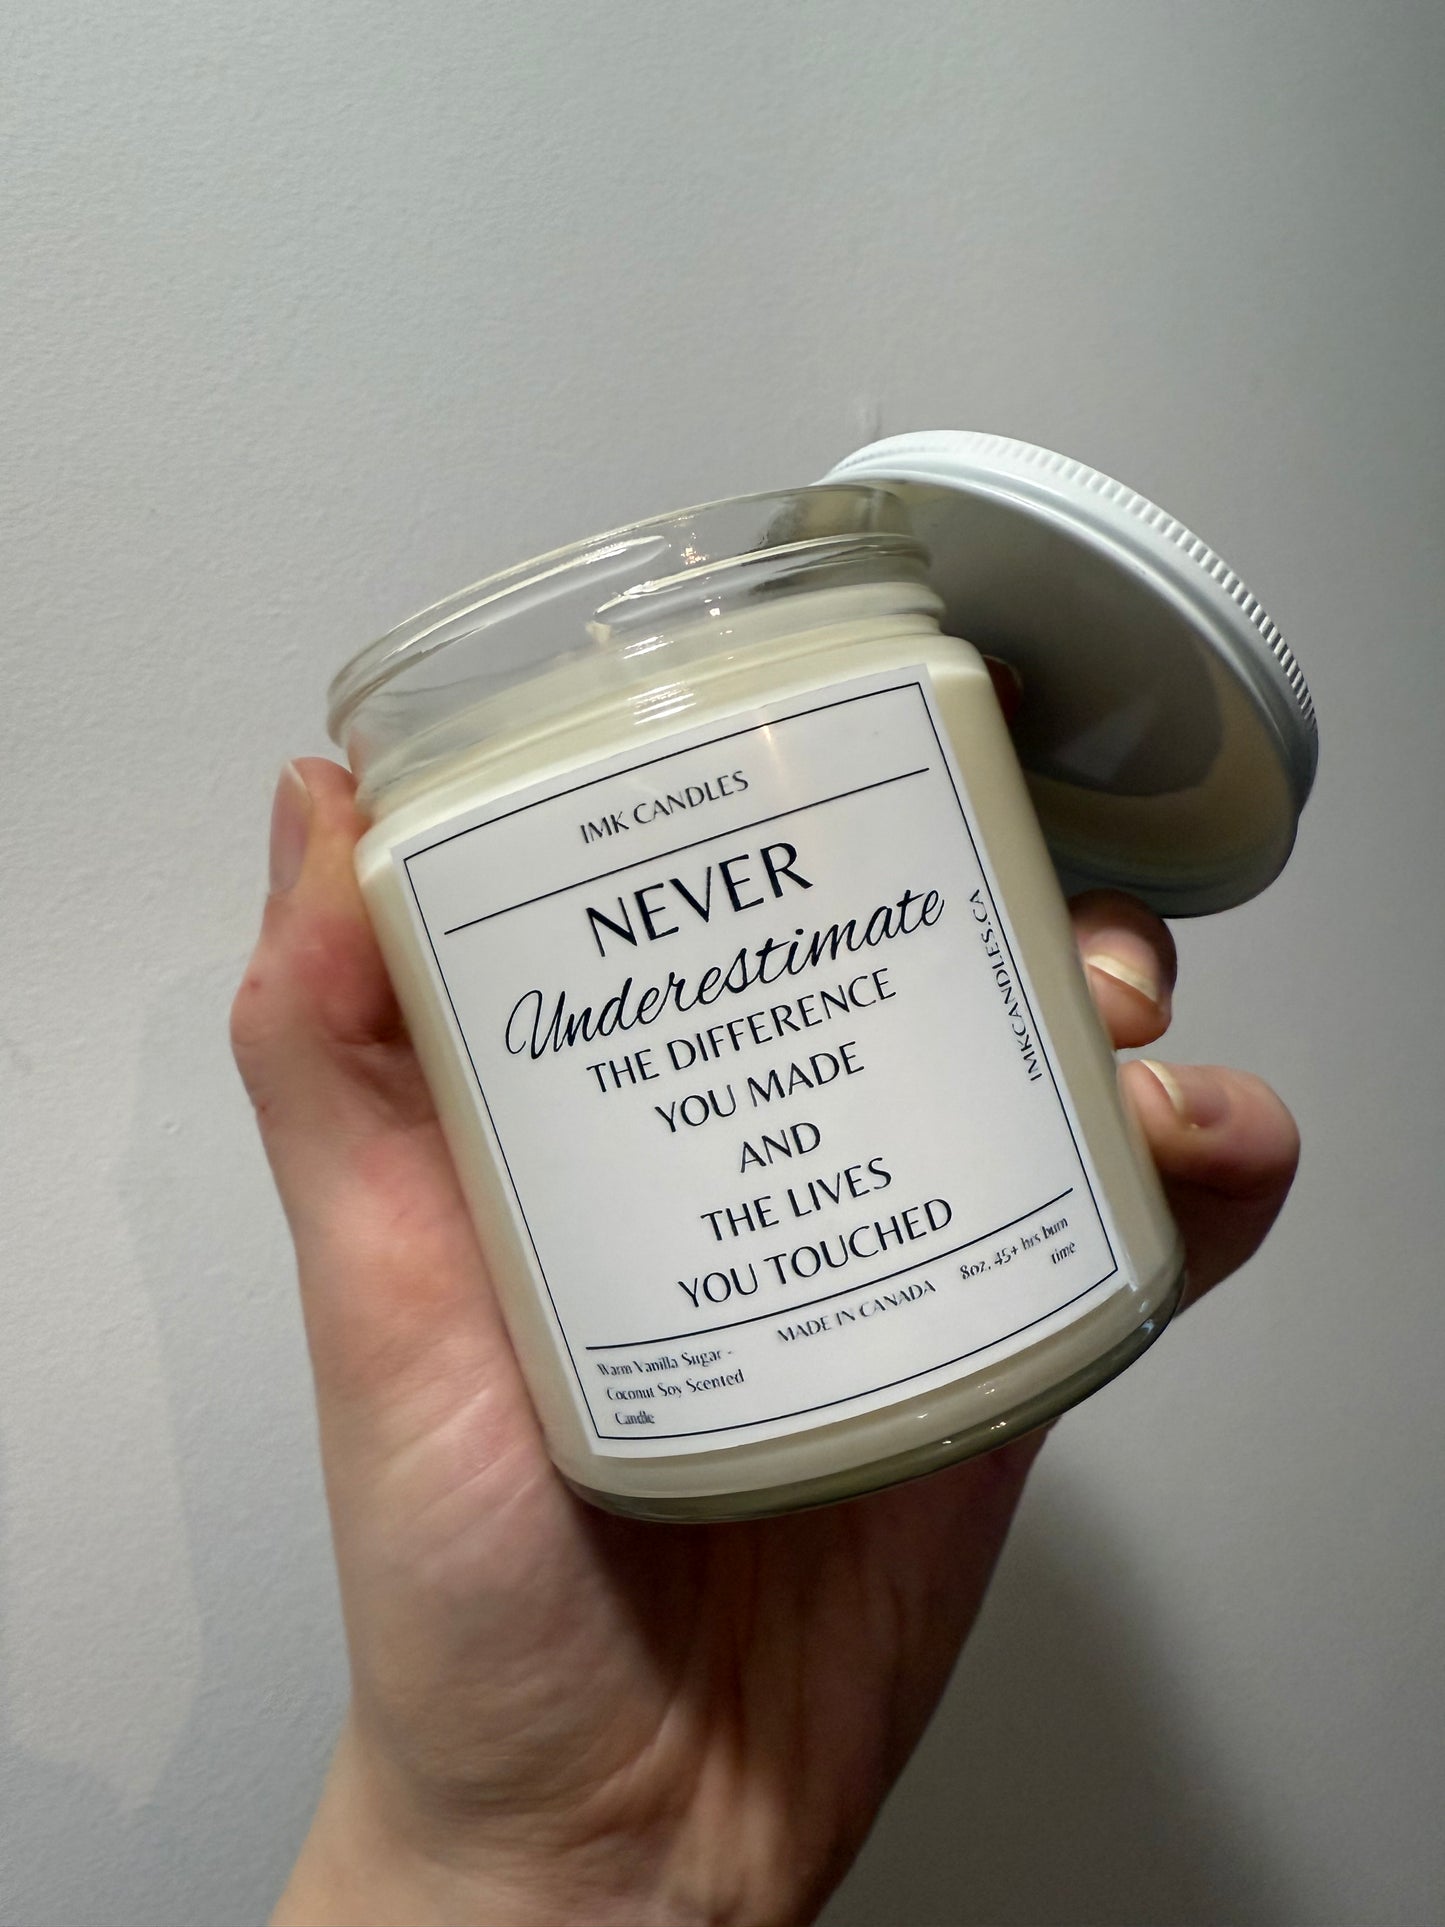 IMK CANDLES
NEVER
Underestimate
THE DIFFERENCE
YOU MADE
AND
THE LIVES
YOU TOUCHED
IMKCANDLES.CA
Warm Vanilla Sugar -
Coconut Soy Scented
Candle
MADE IN CANADA
8oz. 45+ hrs burn
time